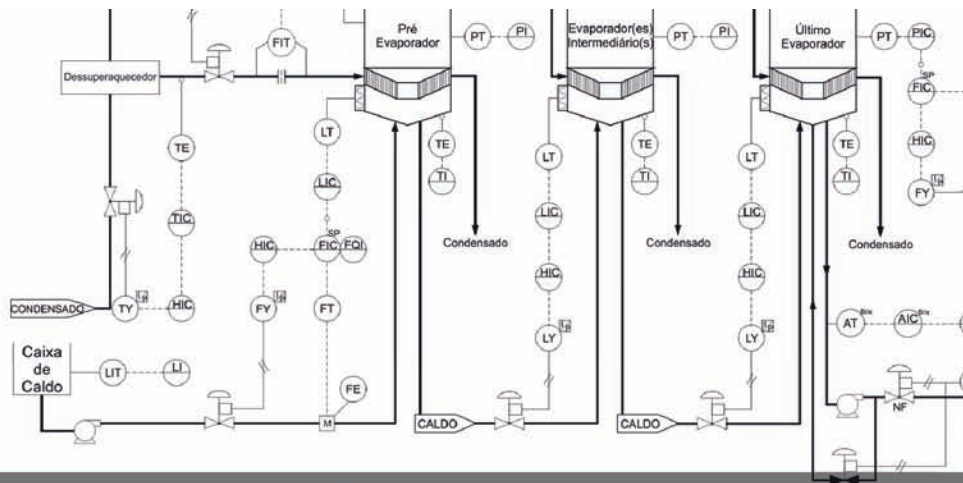 FIT
Pré
Evaporador
PT
PI
Evaporador(es)
Intermediário(s)
PT
PI
Último
Evaporador
PT
PIC
SP
FIC
HIC
FY
Dessuperaquecedor
TE
TIC
HIC
TY
CONDENSADO
LT
LIC
SP
HIC
FIC
FQI
FY
FT
FE
M
TE
TI
Condensado
LT
LIC
HIC
LY
TE
TI
Condensado
LT
LIC
HIC
LY
TE
TI
Condensado
AT
Brix
AIC
Brix
Caixa
de
Caldo
LIT
LI
CALDO
CALDO
NF